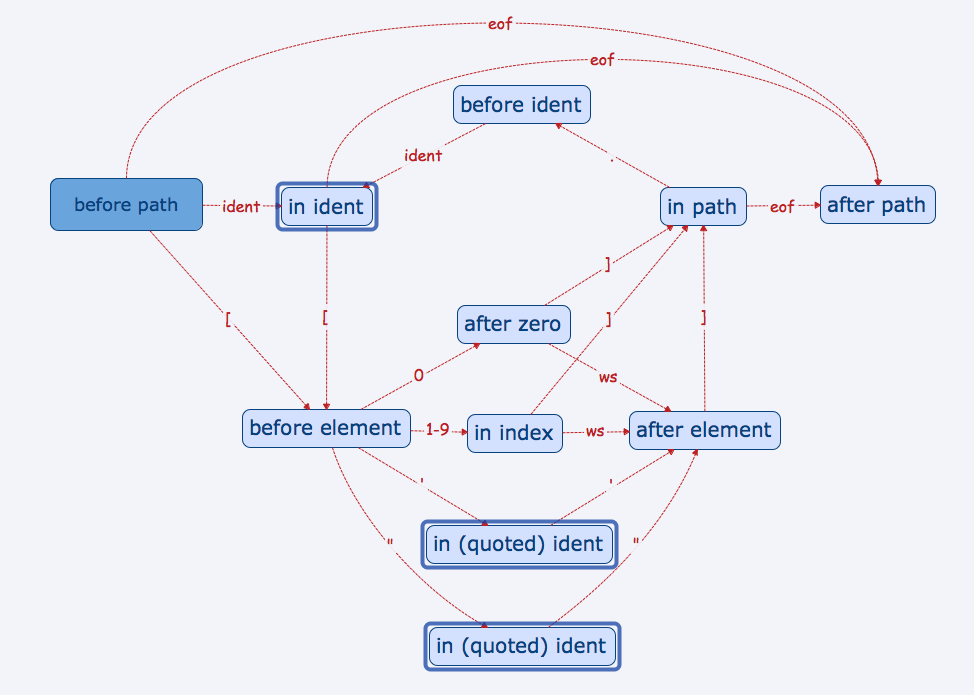 eof
eof
before ident
ident
.
before path
ident
in ident
in path
eof
after path
]
[
[
after zero
]
]
0
ws
before element
1-9
in index
ws
after element
'
'
in (quoted) ident
"
"
in (quoted) ident